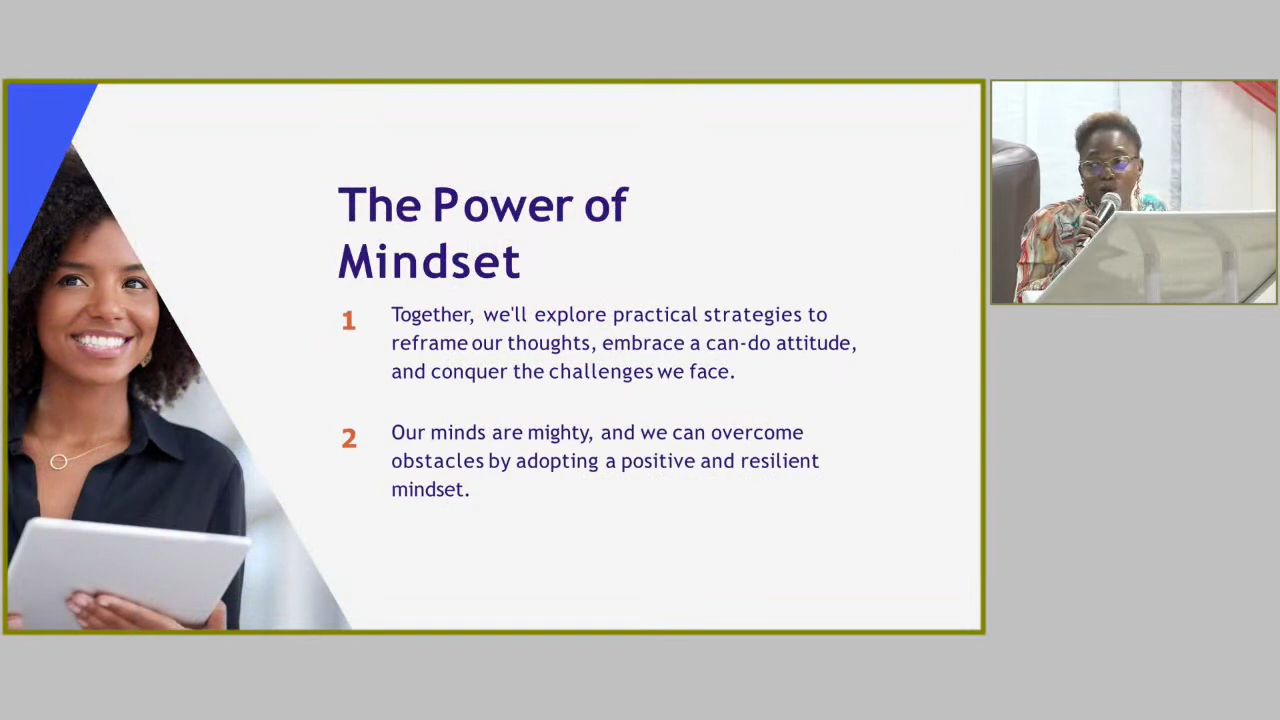 The Power of
Mindset
1
Together, we'll explore practical strategies to
reframe our thoughts, embrace a can-do attitude,
and conquer the challenges we face.
2
Our minds are mighty, and we can overcome
obstacles by adopting a positive and resilient
mindset.